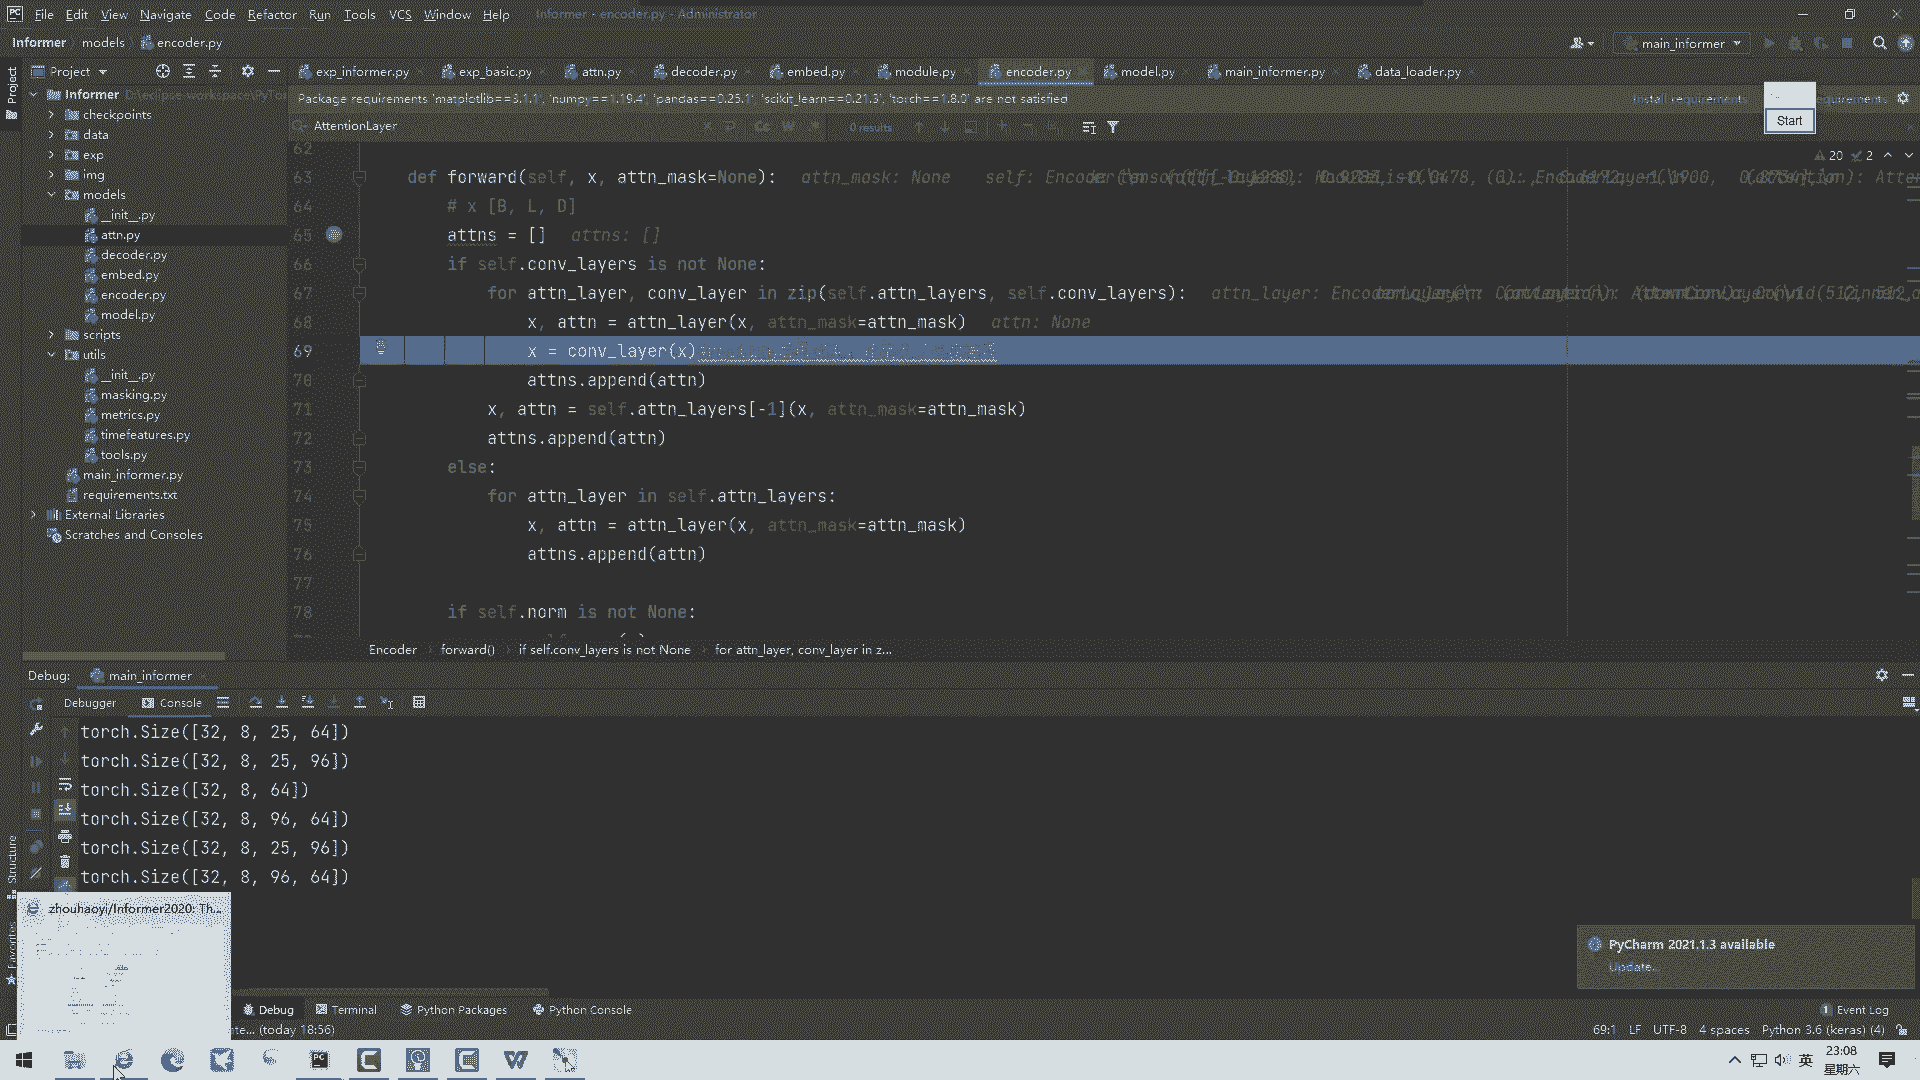 File Edit View Navigate Code Refactor Run Tools VCS Window Help Informer - encoder.py - Administrator
Informer models encoder.py main_informer
Project
Project exp_informer.py exp_basic.py attn.py decoder.py embed.py module.py encoder.py model.py main_informer.py data_loader.py
Informer
Package requirements 'matplotlib==3.1.1', 'numpy==1.19.4', 'pandas==0.25.1', 'scikit_learn==0.21.3', 'torch==1.8.0' are not satisfied Install requirements
Start
AttentionLayer Cc W 0 results
20 2
checkpoints
data
exp
img
models
__init__.py
attn.py
decoder.py
embed.py
encoder.py
model.py
scripts
utils
__init__.py
masking.py
metrics.py
timefeatures.py
tools.py
main_informer.py
requirements.txt
External Libraries
Scratches and Consoles
62
63 def forward(self, x, attn_mask=None): attn_mask: None
64 # x [B, L, D]
65 attns = [] attns: []
66 if self.conv_layers is not None:
67 for attn_layer, conv_layer in zip(self.attn_layers, self.conv_layers):
68 x, attn = attn_layer(x, attn_mask=attn_mask) attn: None
69 x = conv_layer(x)
70 attns.append(attn)
71 x, attn = self.attn_layers[-1](x, attn_mask=attn_mask)
72 attns.append(attn)
73 else:
74 for attn_layer in self.attn_layers:
75 x, attn = attn_layer(x, attn_mask=attn_mask)
76 attns.append(attn)
77
78 if self.norm is not None:
Encoder forward() if self.conv_layers is not None for attn_layer, conv_layer in z...
Debug: main_informer
Debugger Console
torch.Size([32, 8, 25, 64])
torch.Size([32, 8, 25, 96])
torch.Size([32, 8, 64])
torch.Size([32, 8, 96, 64])
torch.Size([32, 8, 25, 96])
torch.Size([32, 8, 96, 64])
Structure
Favorites
zhouhaoyi/Informer2020: Th...
PyCharm 2021.1.3 available
Update...
Debug Terminal Python Packages Python Console 1 Event Log
(today 18:56) 69:1 LF UTF-8 4 spaces Python 3.6 (keras) (4)
英 23:08
星期六